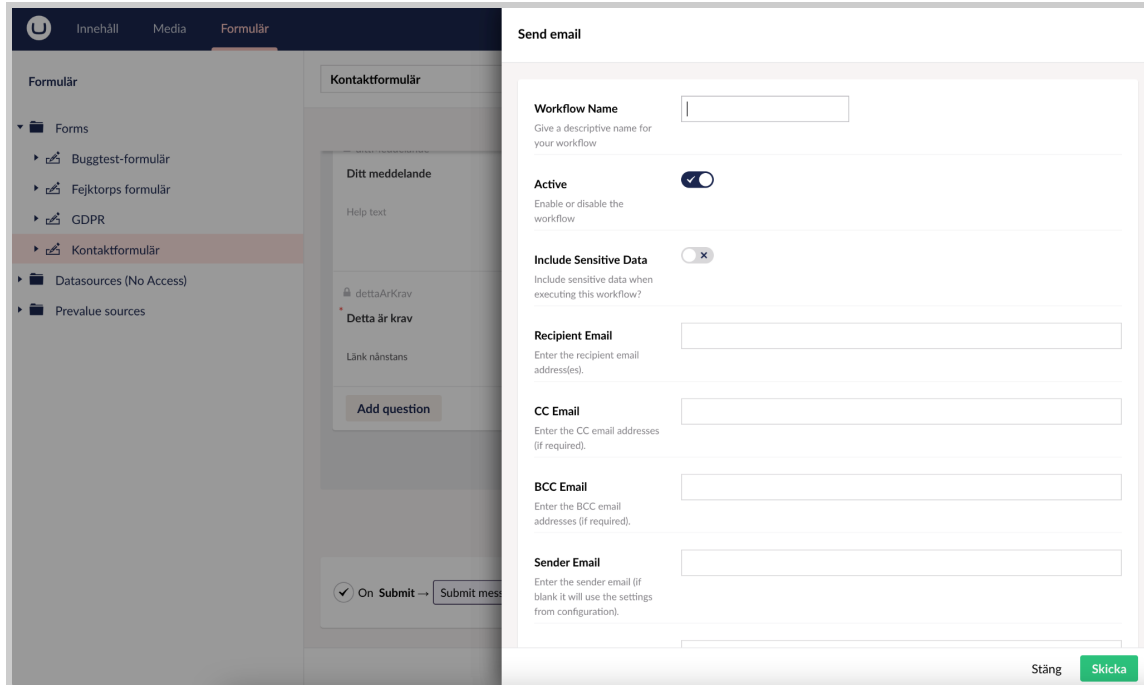 Innehåll
Media
Formulär
Formulär
Forms
Buggtest-formulär
Fejktorps formulär
GDPR
Kontaktformulär
Datasources (No Access)
Prevalue sources
Kontaktformulär
Ditt meddelande
Help text
dettaArKrav
*
Detta är krav
Länk nånstans
Add question
On Submit → Submit mess
Send email
Workflow Name
Give a descriptive name for
your workflow
Active
Enable or disable the
workflow
Include Sensitive Data
Include sensitive data when
executing this workflow?
Recipient Email
Enter the recipient email
address(es).
CC Email
Enter the CC email addresses
(if required).
BCC Email
Enter the BCC email
addresses (if required).
Sender Email
Enter the sender email (if
blank it will use the settings
from configuration).
Stäng
Skicka